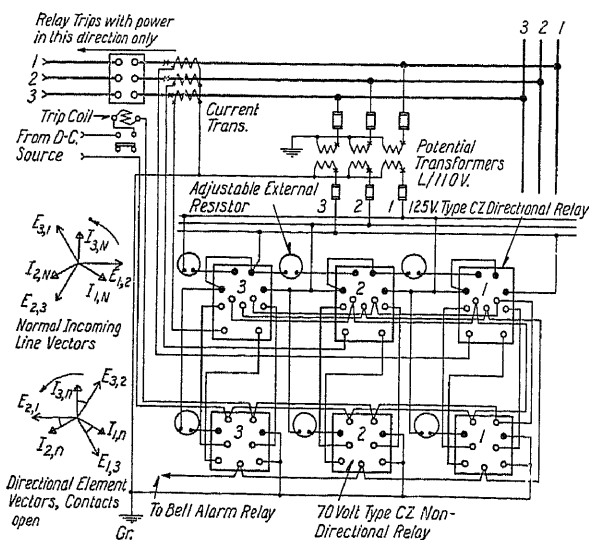 Relay Trips with power
in this direction only
3 2 1
1
2
3
Current
Trans.
Trip Coil
From D-C.
Source
Potential
Transformers
L/110V.
Adjustable External
Resistor
3 2 1
125V. Type CZ Directional Relay
E3,1
I3,N
I2,N
E1,2
I1,N
E2,3
Normal Incoming
Line Vectors
3
2
1
I3,n
E3,2
E2,1
I2,n
I1,n
E1,3
3
2
1
Directional Element
Vectors, Contacts
open
Gr.
To Bell Alarm Relay
70 Volt Type CZ Non-
Directional Relay